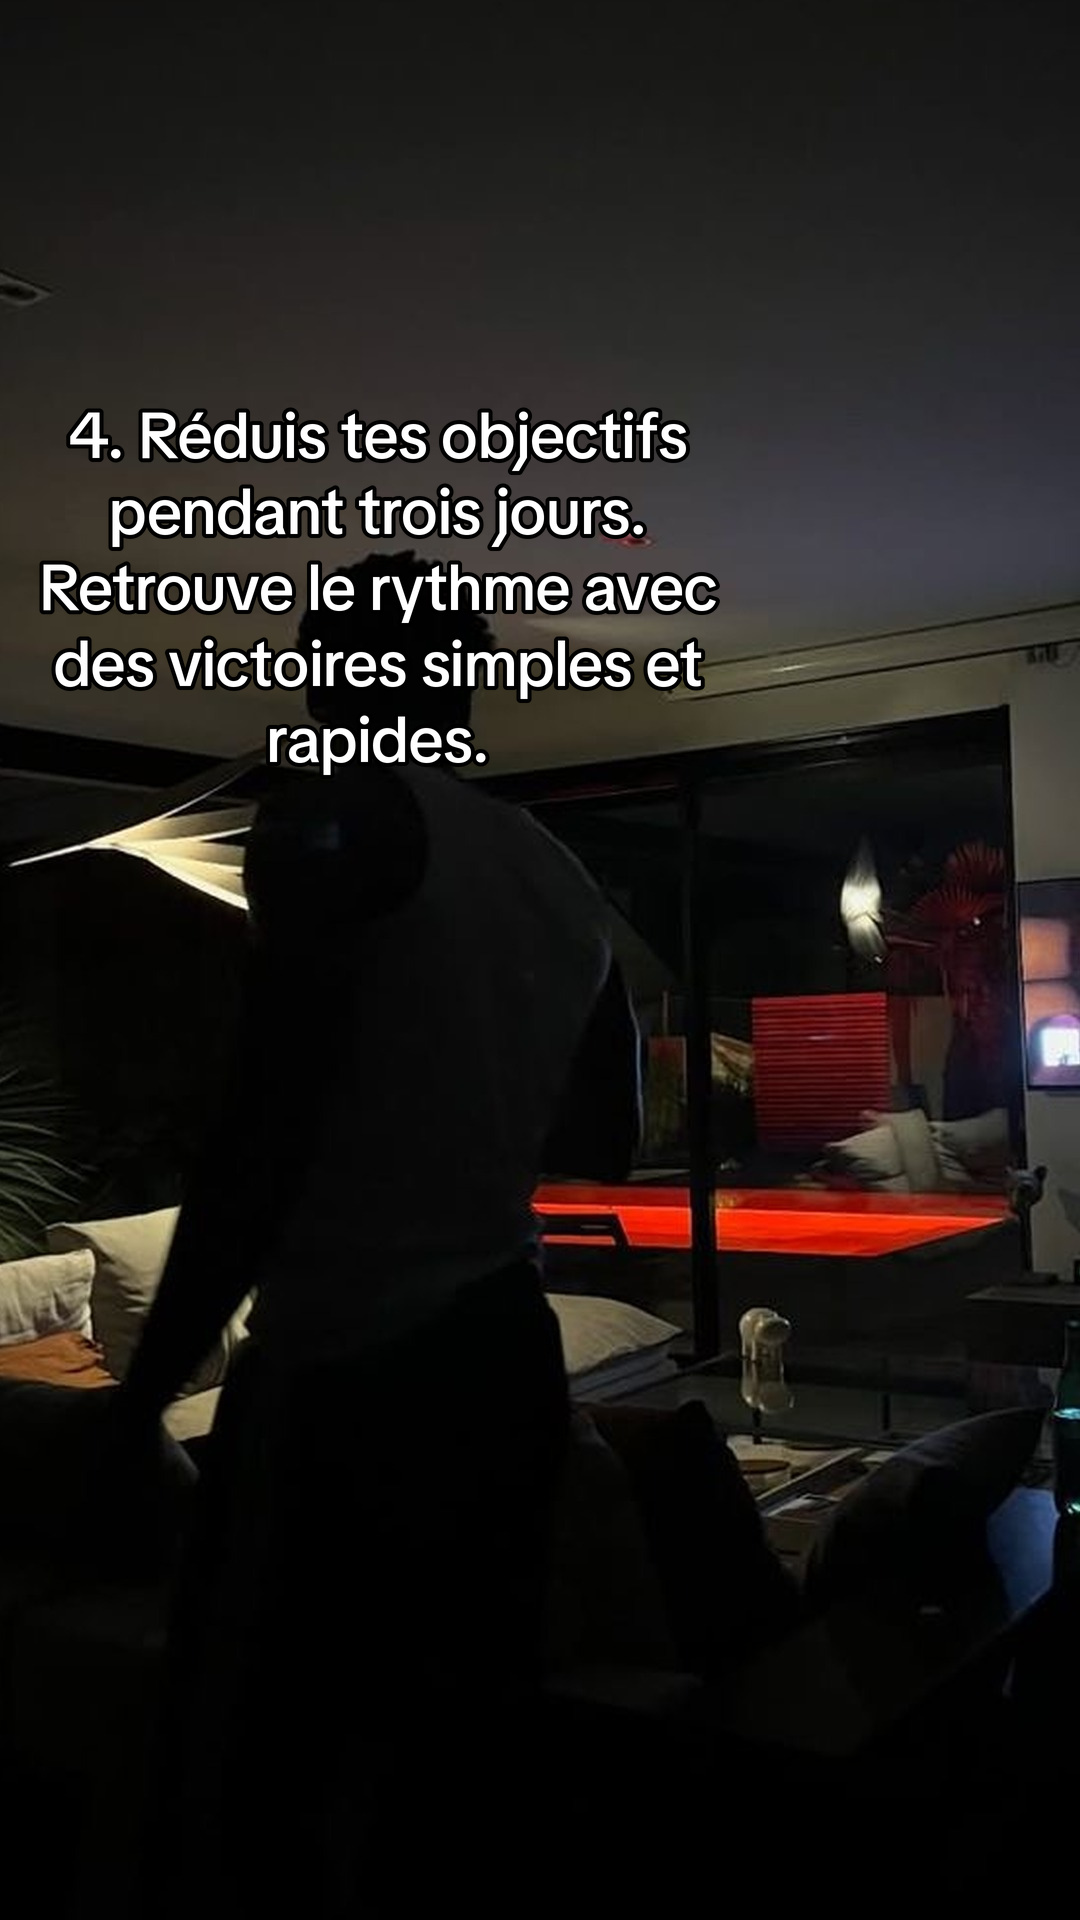 4. Réduis tes objectifs
pendant trois jours.
Retrouve le rythme avec
des victoires simples et
rapides.